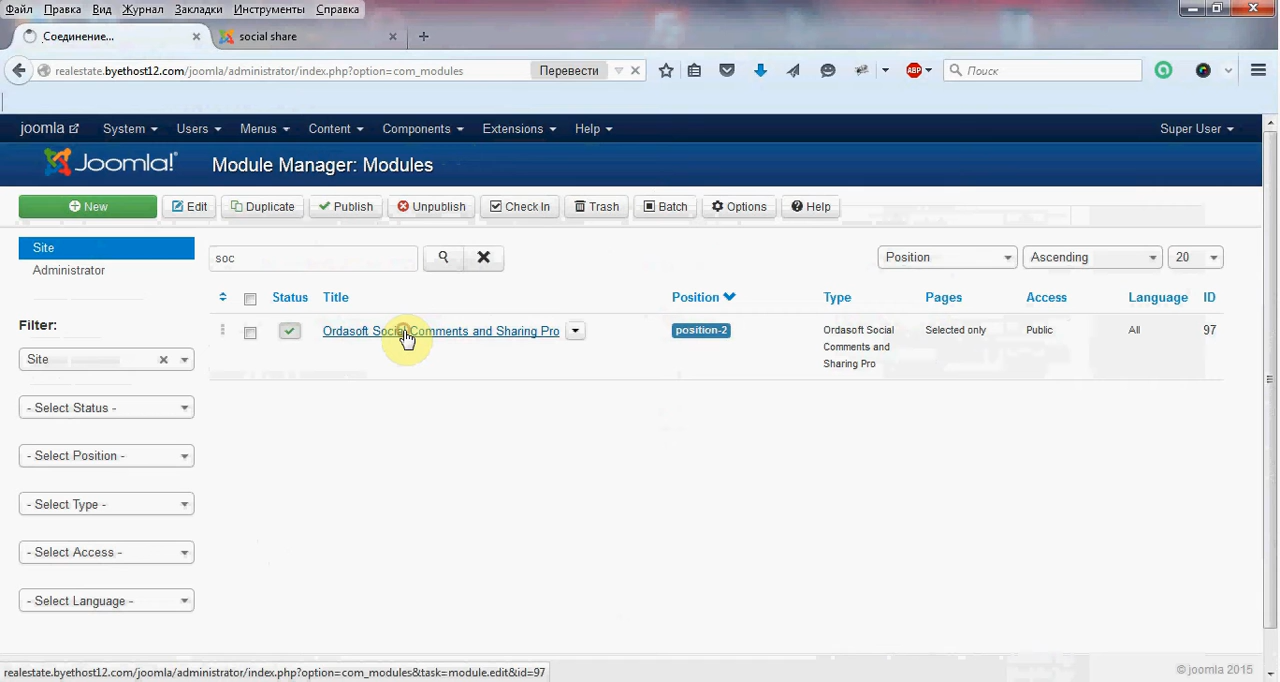 Файл Правка Вид Журнал Закладки Инструменты Справка
Соединение... social share
realestate.byethost12.com/joomla/administrator/index.php?option=com_modules Перевести ABP Поиск
joomla System Users Menus Content Components Extensions Help Super User
Joomla! Module Manager: Modules
New Edit Duplicate Publish Unpublish Check In Trash Batch Options Help
Site
Administrator
soc Position Ascending 20
Status Title Position Type Pages Access Language ID
Ordasoft Social Comments and Sharing Pro position-2 Ordasoft Social Selected only Public All 97
Comments and
Sharing Pro
Filter:
Site
- Select Status -
- Select Position -
- Select Type -
- Select Access -
- Select Language -
realestate.byethost12.com/joomla/administrator/index.php?option=com_modules&task=module.edit&id=97
© joomla 2015